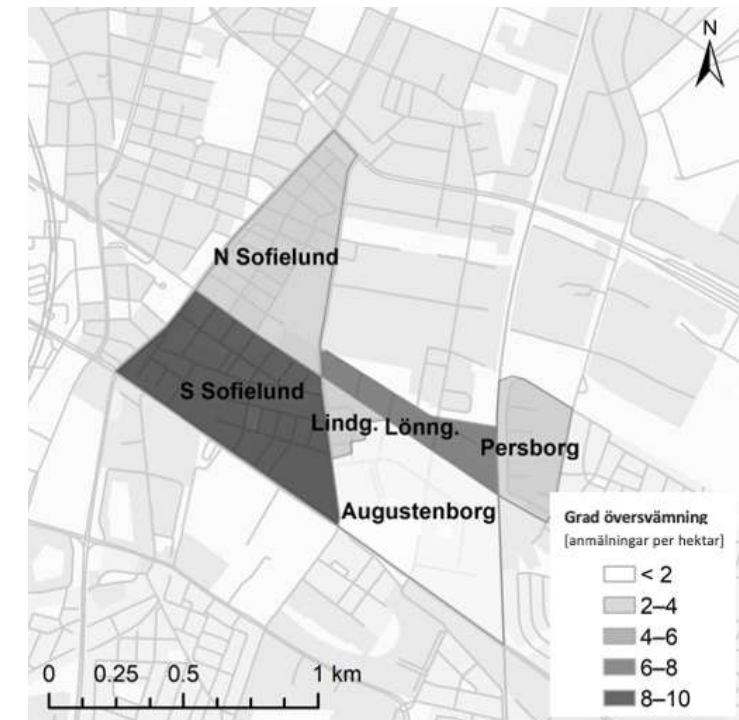 N
N Sofielund
S Sofielund
Lindg.
Lönng.
Persborg
Augustenborg
Grad översvämning
[anmälningar per hektar]
< 2
2–4
4–6
6–8
8–10
0 0.25 0.5 1 km